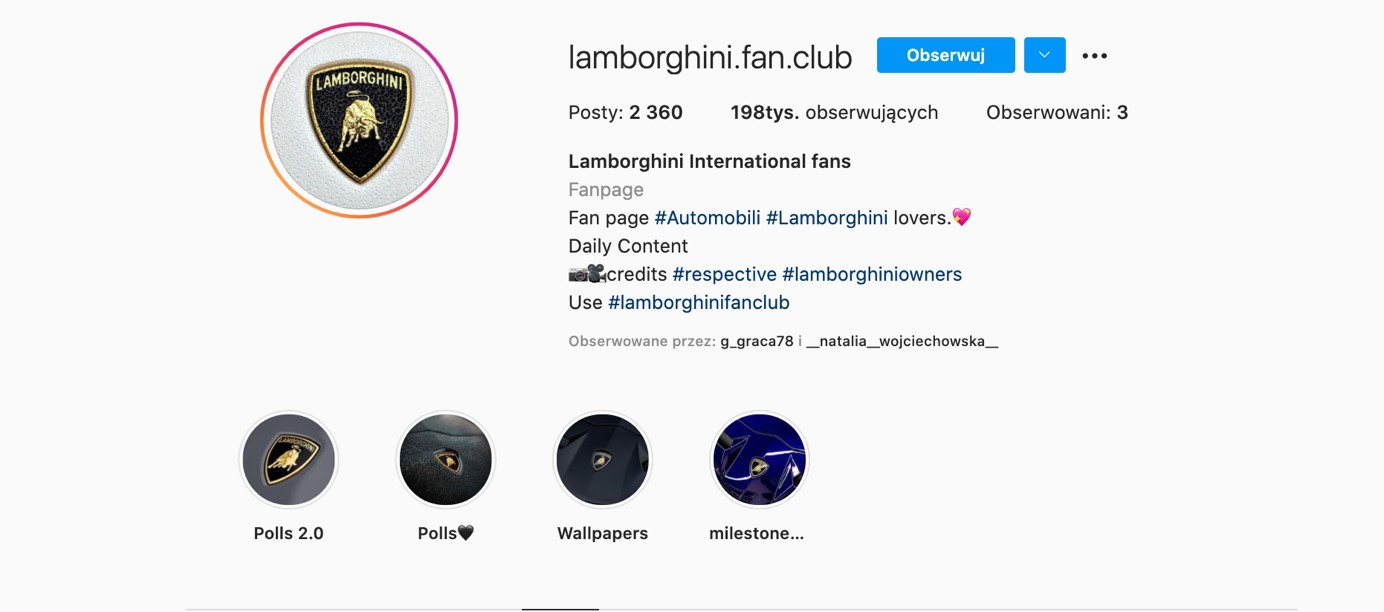 LAMBORGHINI
lamborghini.fan.club Obserwuj
Posty: 2 360 198tys. obserwujących Obserwowani: 3
Lamborghini International fans
Fanpage
Fan page #Automobili #Lamborghini lovers.💖
Daily Content
📷🎥credits #respective #lamborghiniowners
Use #lamborghinifanclub
Obserwowane przez: g_graca78 i __natalia__wojciechowska__
LAMBORGHINI
Polls 2.0 Polls🖤 Wallpapers milestone...